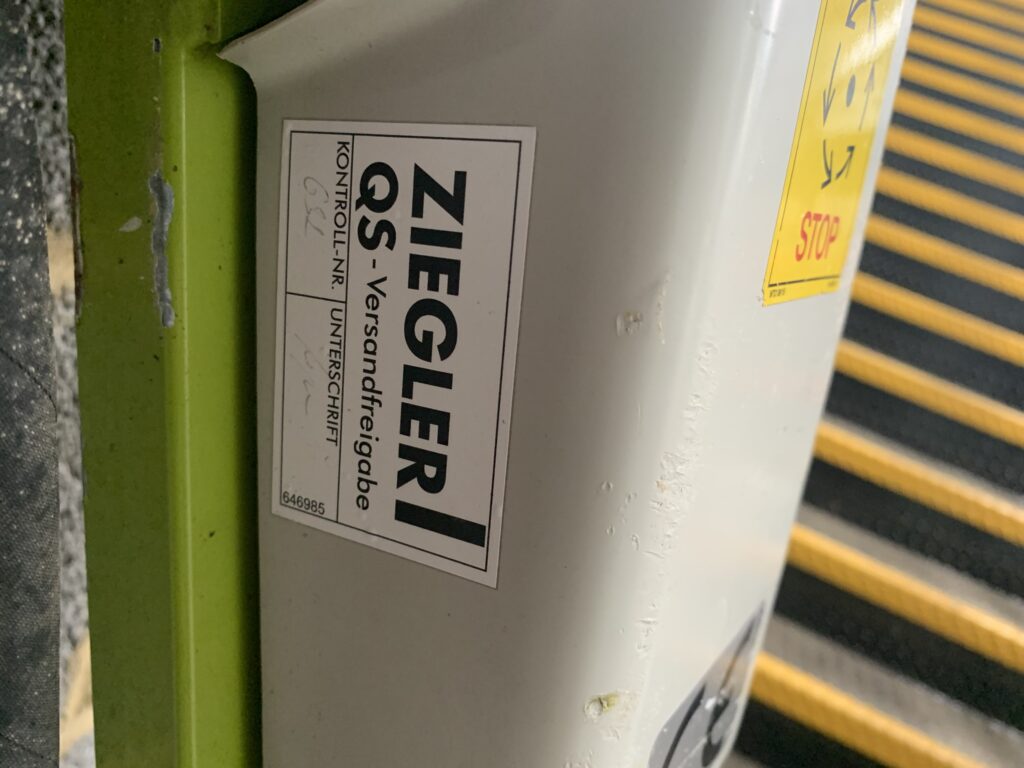 ZIEGLER
QS - Versandfreigabe
KONTROLL-NR. UNTERSCHRIFT
646985
STOP